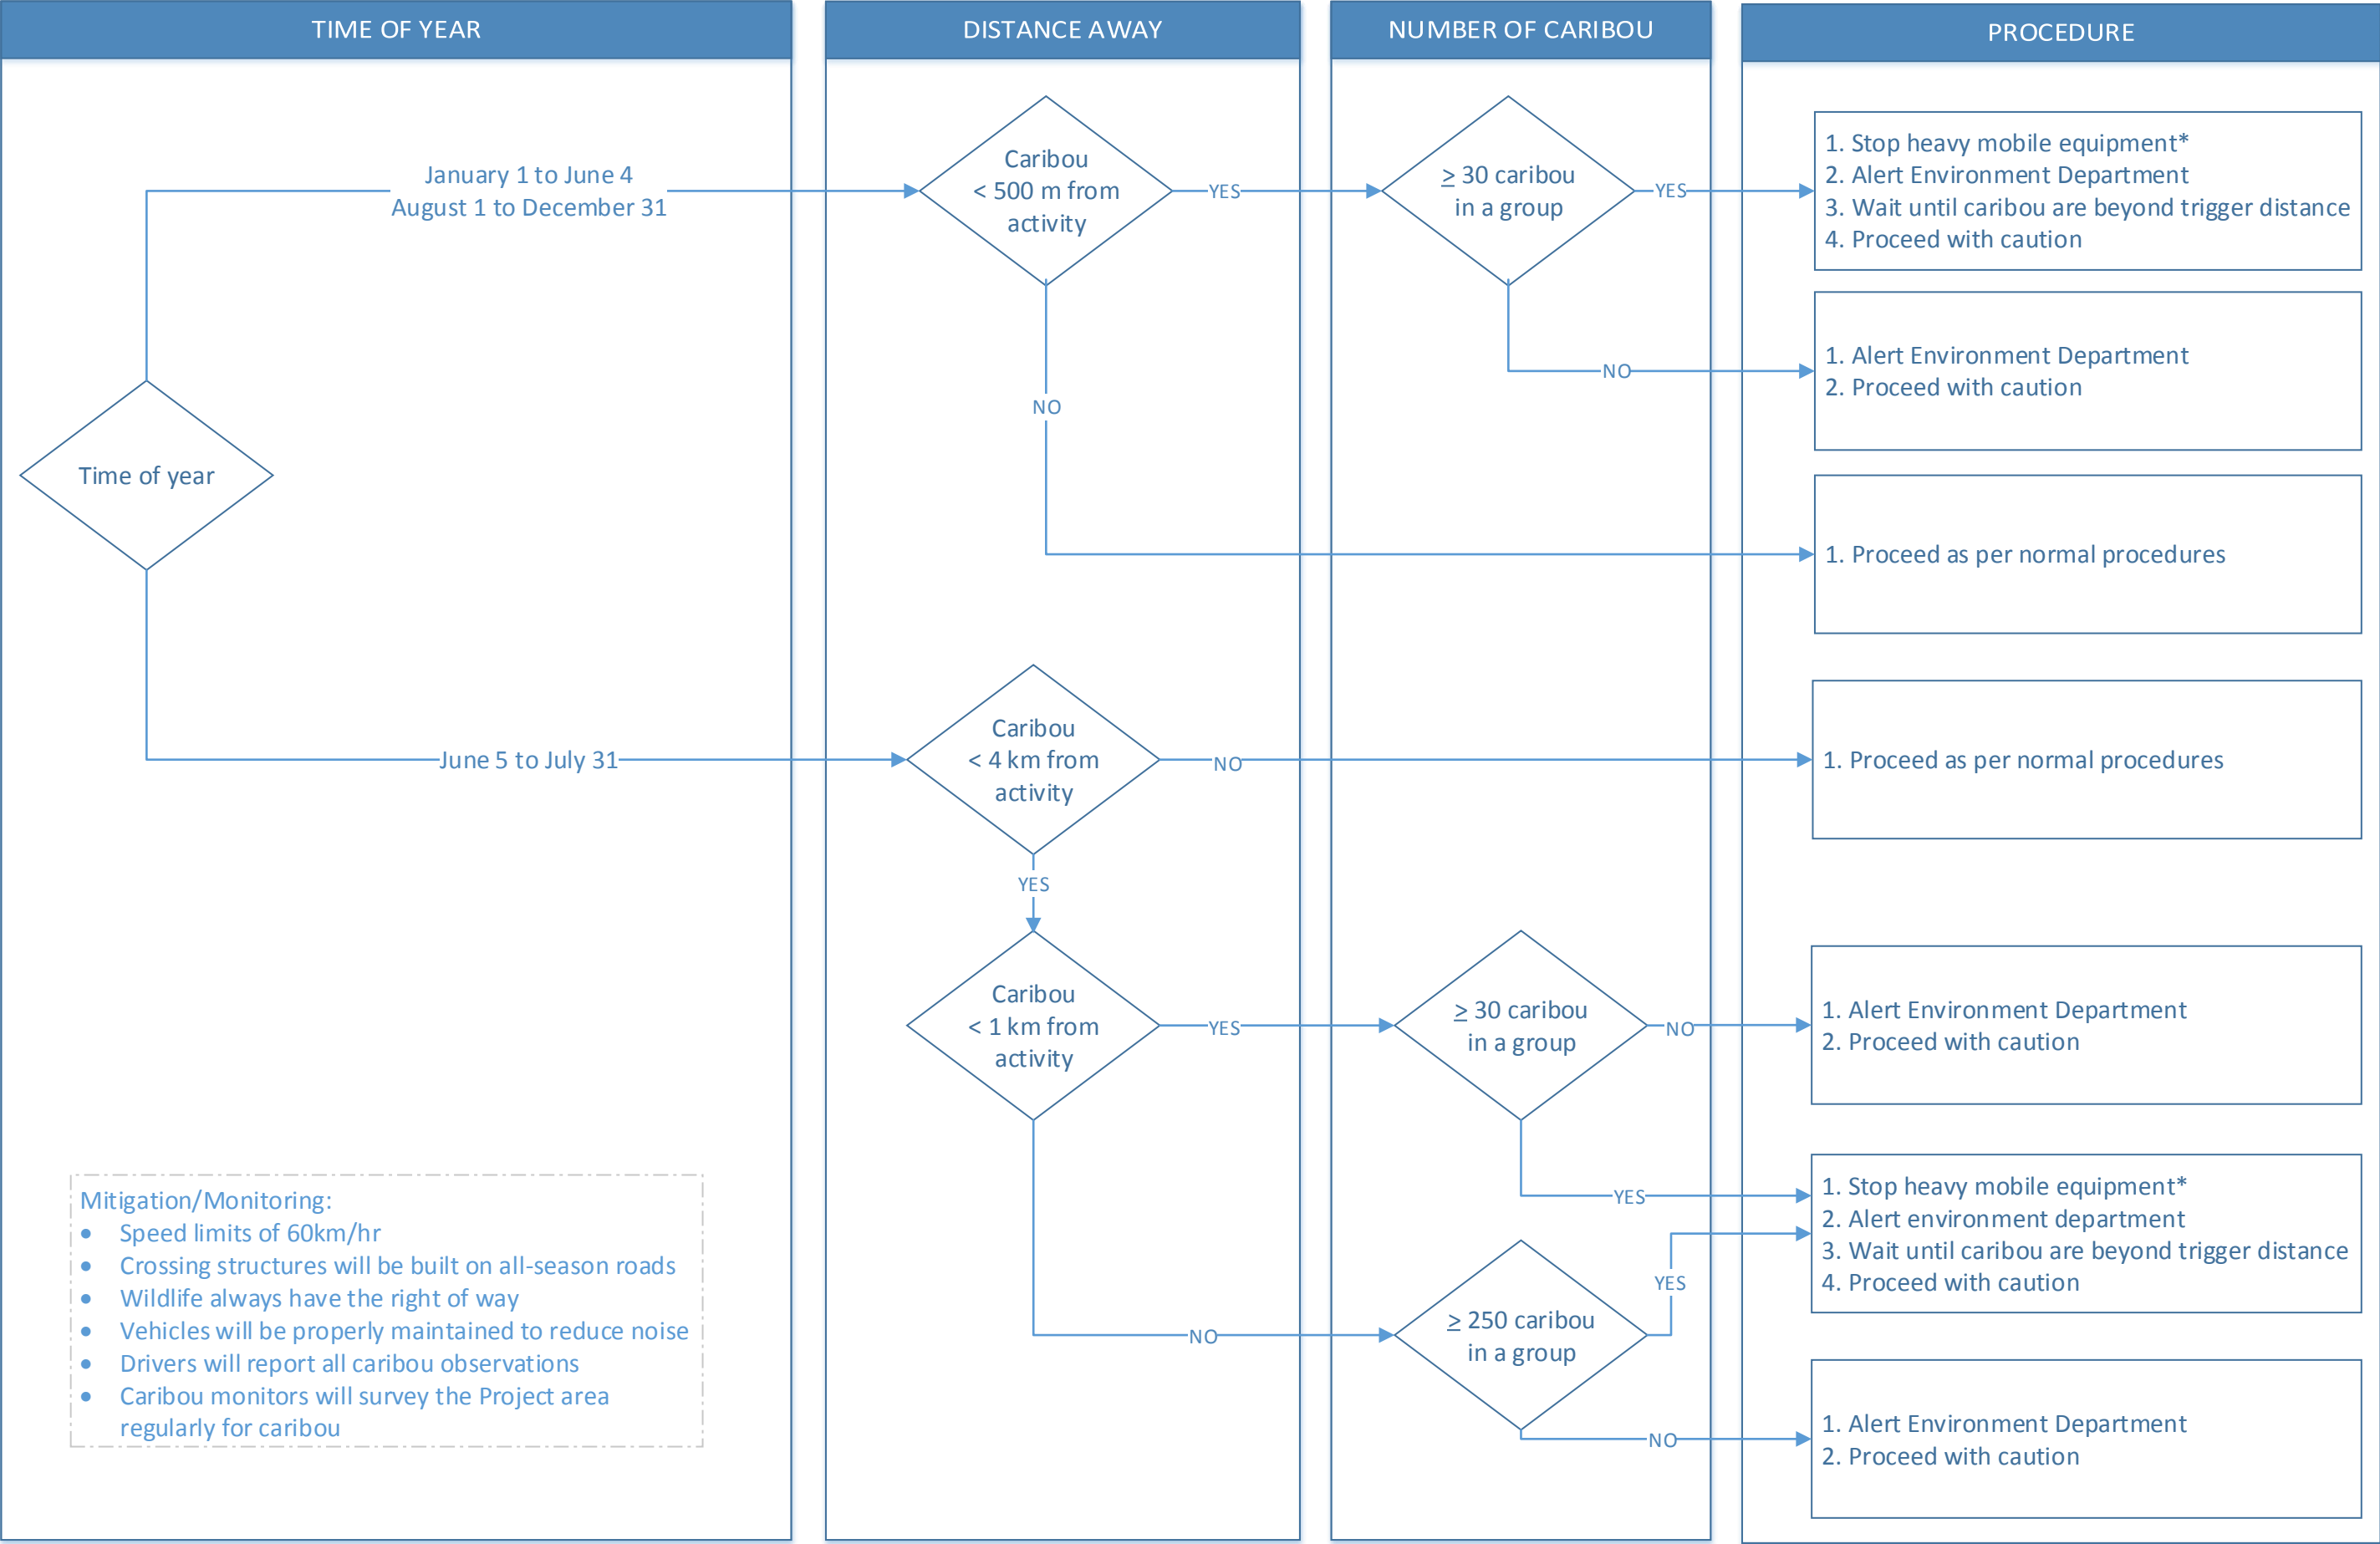 TIME OF YEAR
DISTANCE AWAY
NUMBER OF CARIBOU
PROCEDURE
January 1 to June 4
August 1 to December 31
Caribou
< 500 m from
activity
YES
≥ 30 caribou
in a group
YES
1. Stop heavy mobile equipment*
2. Alert Environment Department
3. Wait until caribou are beyond trigger distance
4. Proceed with caution
NO
1. Alert Environment Department
2. Proceed with caution
NO
1. Proceed as per normal procedures
Time of year
June 5 to July 31
Caribou
< 4 km from
activity
NO
1. Proceed as per normal procedures
YES
Caribou
< 1 km from
activity
YES
≥ 30 caribou
in a group
NO
1. Alert Environment Department
2. Proceed with caution
YES
1. Stop heavy mobile equipment*
2. Alert environment department
3. Wait until caribou are beyond trigger distance
4. Proceed with caution
NO
≥ 250 caribou
in a group
YES
NO
1. Alert Environment Department
2. Proceed with caution
Mitigation/Monitoring:
• Speed limits of 60km/hr
• Crossing structures will be built on all-season roads
• Wildlife always have the right of way
• Vehicles will be properly maintained to reduce noise
• Drivers will report all caribou observations
• Caribou monitors will survey the Project area
regularly for caribou